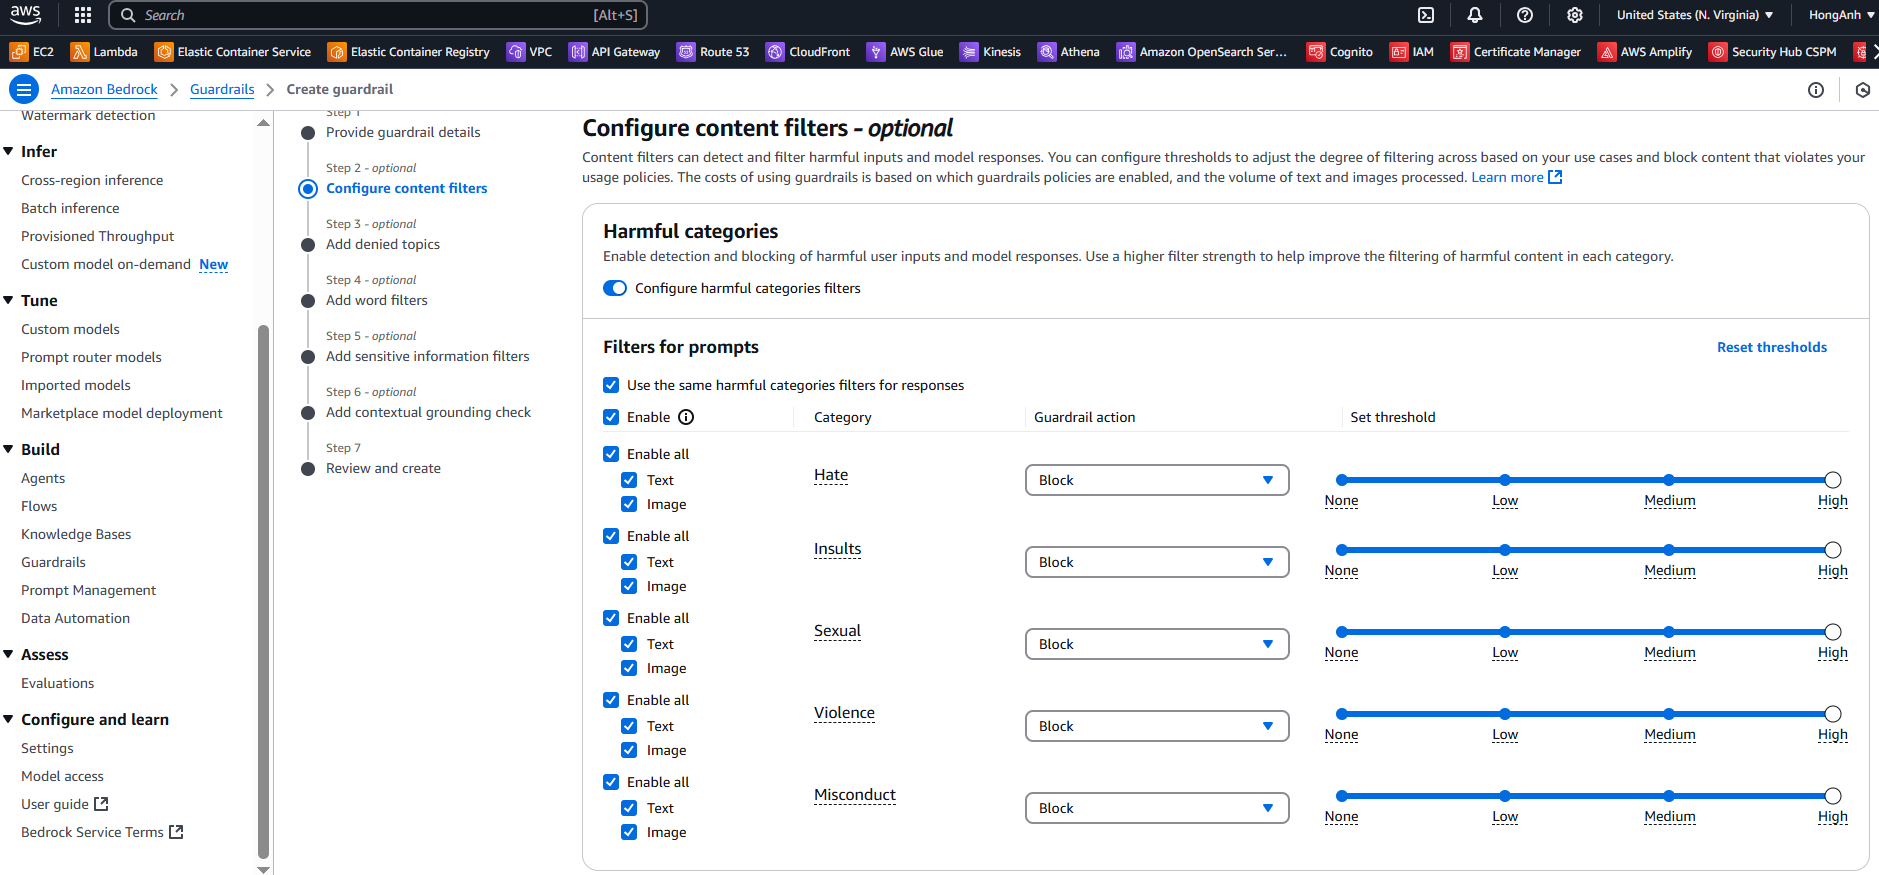 aws
Search
[Alt+S]
United States (N. Virginia)
HongAnh
EC2
Lambda
Elastic Container Service
Elastic Container Registry
VPC
API Gateway
Route 53
CloudFront
AWS Glue
Kinesis
Athena
Amazon OpenSearch Ser...
Cognito
IAM
Certificate Manager
AWS Amplify
Security Hub CSPM
Amazon Bedrock
Guardrails
Create guardrail
Watermark detection
Infer
Cross-region inference
Batch inference
Provisioned Throughput
Custom model on-demand New
Tune
Custom models
Prompt router models
Imported models
Marketplace model deployment
Build
Agents
Flows
Knowledge Bases
Guardrails
Prompt Management
Data Automation
Assess
Evaluations
Configure and learn
Settings
Model access
User guide
Bedrock Service Terms
Step 1
Provide guardrail details
Step 2 - optional
Configure content filters
Step 3 - optional
Add denied topics
Step 4 - optional
Add word filters
Step 5 - optional
Add sensitive information filters
Step 6 - optional
Add contextual grounding check
Step 7
Review and create
Configure content filters - optional
Content filters can detect and filter harmful inputs and model responses. You can configure thresholds to adjust the degree of filtering across based on your use cases and block content that violates your
usage policies. The costs of using guardrails is based on which guardrails policies are enabled, and the volume of text and images processed. Learn more
Harmful categories
Enable detection and blocking of harmful user inputs and model responses. Use a higher filter strength to help improve the filtering of harmful content in each category.
Configure harmful categories filters
Filters for prompts
Reset thresholds
Use the same harmful categories filters for responses
Enable
Category
Guardrail action
Set threshold
Enable all
Text
Image
Hate
Block
None Low Medium High
Enable all
Text
Image
Insults
Block
None Low Medium High
Enable all
Text
Image
Sexual
Block
None Low Medium High
Enable all
Text
Image
Violence
Block
None Low Medium High
Enable all
Text
Image
Misconduct
Block
None Low Medium High